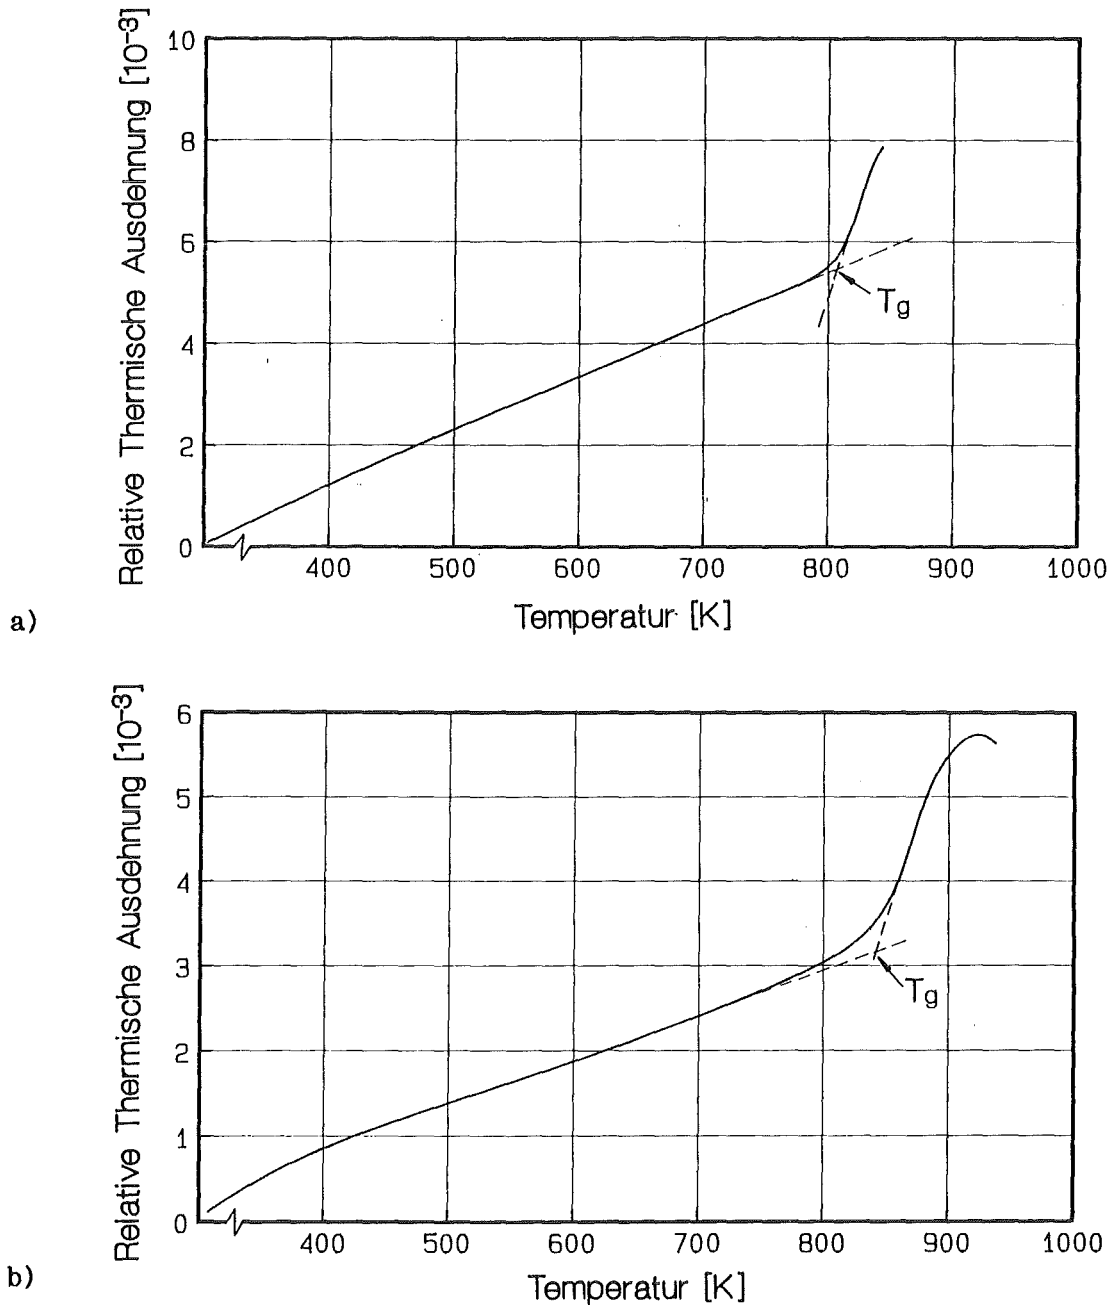 Relative Thermische Ausdehnung [10⁻³]
10
8
6
4
2
0
Tg
400 500 600 700 800 900 1000
Temperatur [K]
a)
Relative Thermische Ausdehnung [10⁻³]
6
5
4
3
2
1
0
Tg
400 500 600 700 800 900 1000
Temperatur [K]
b)